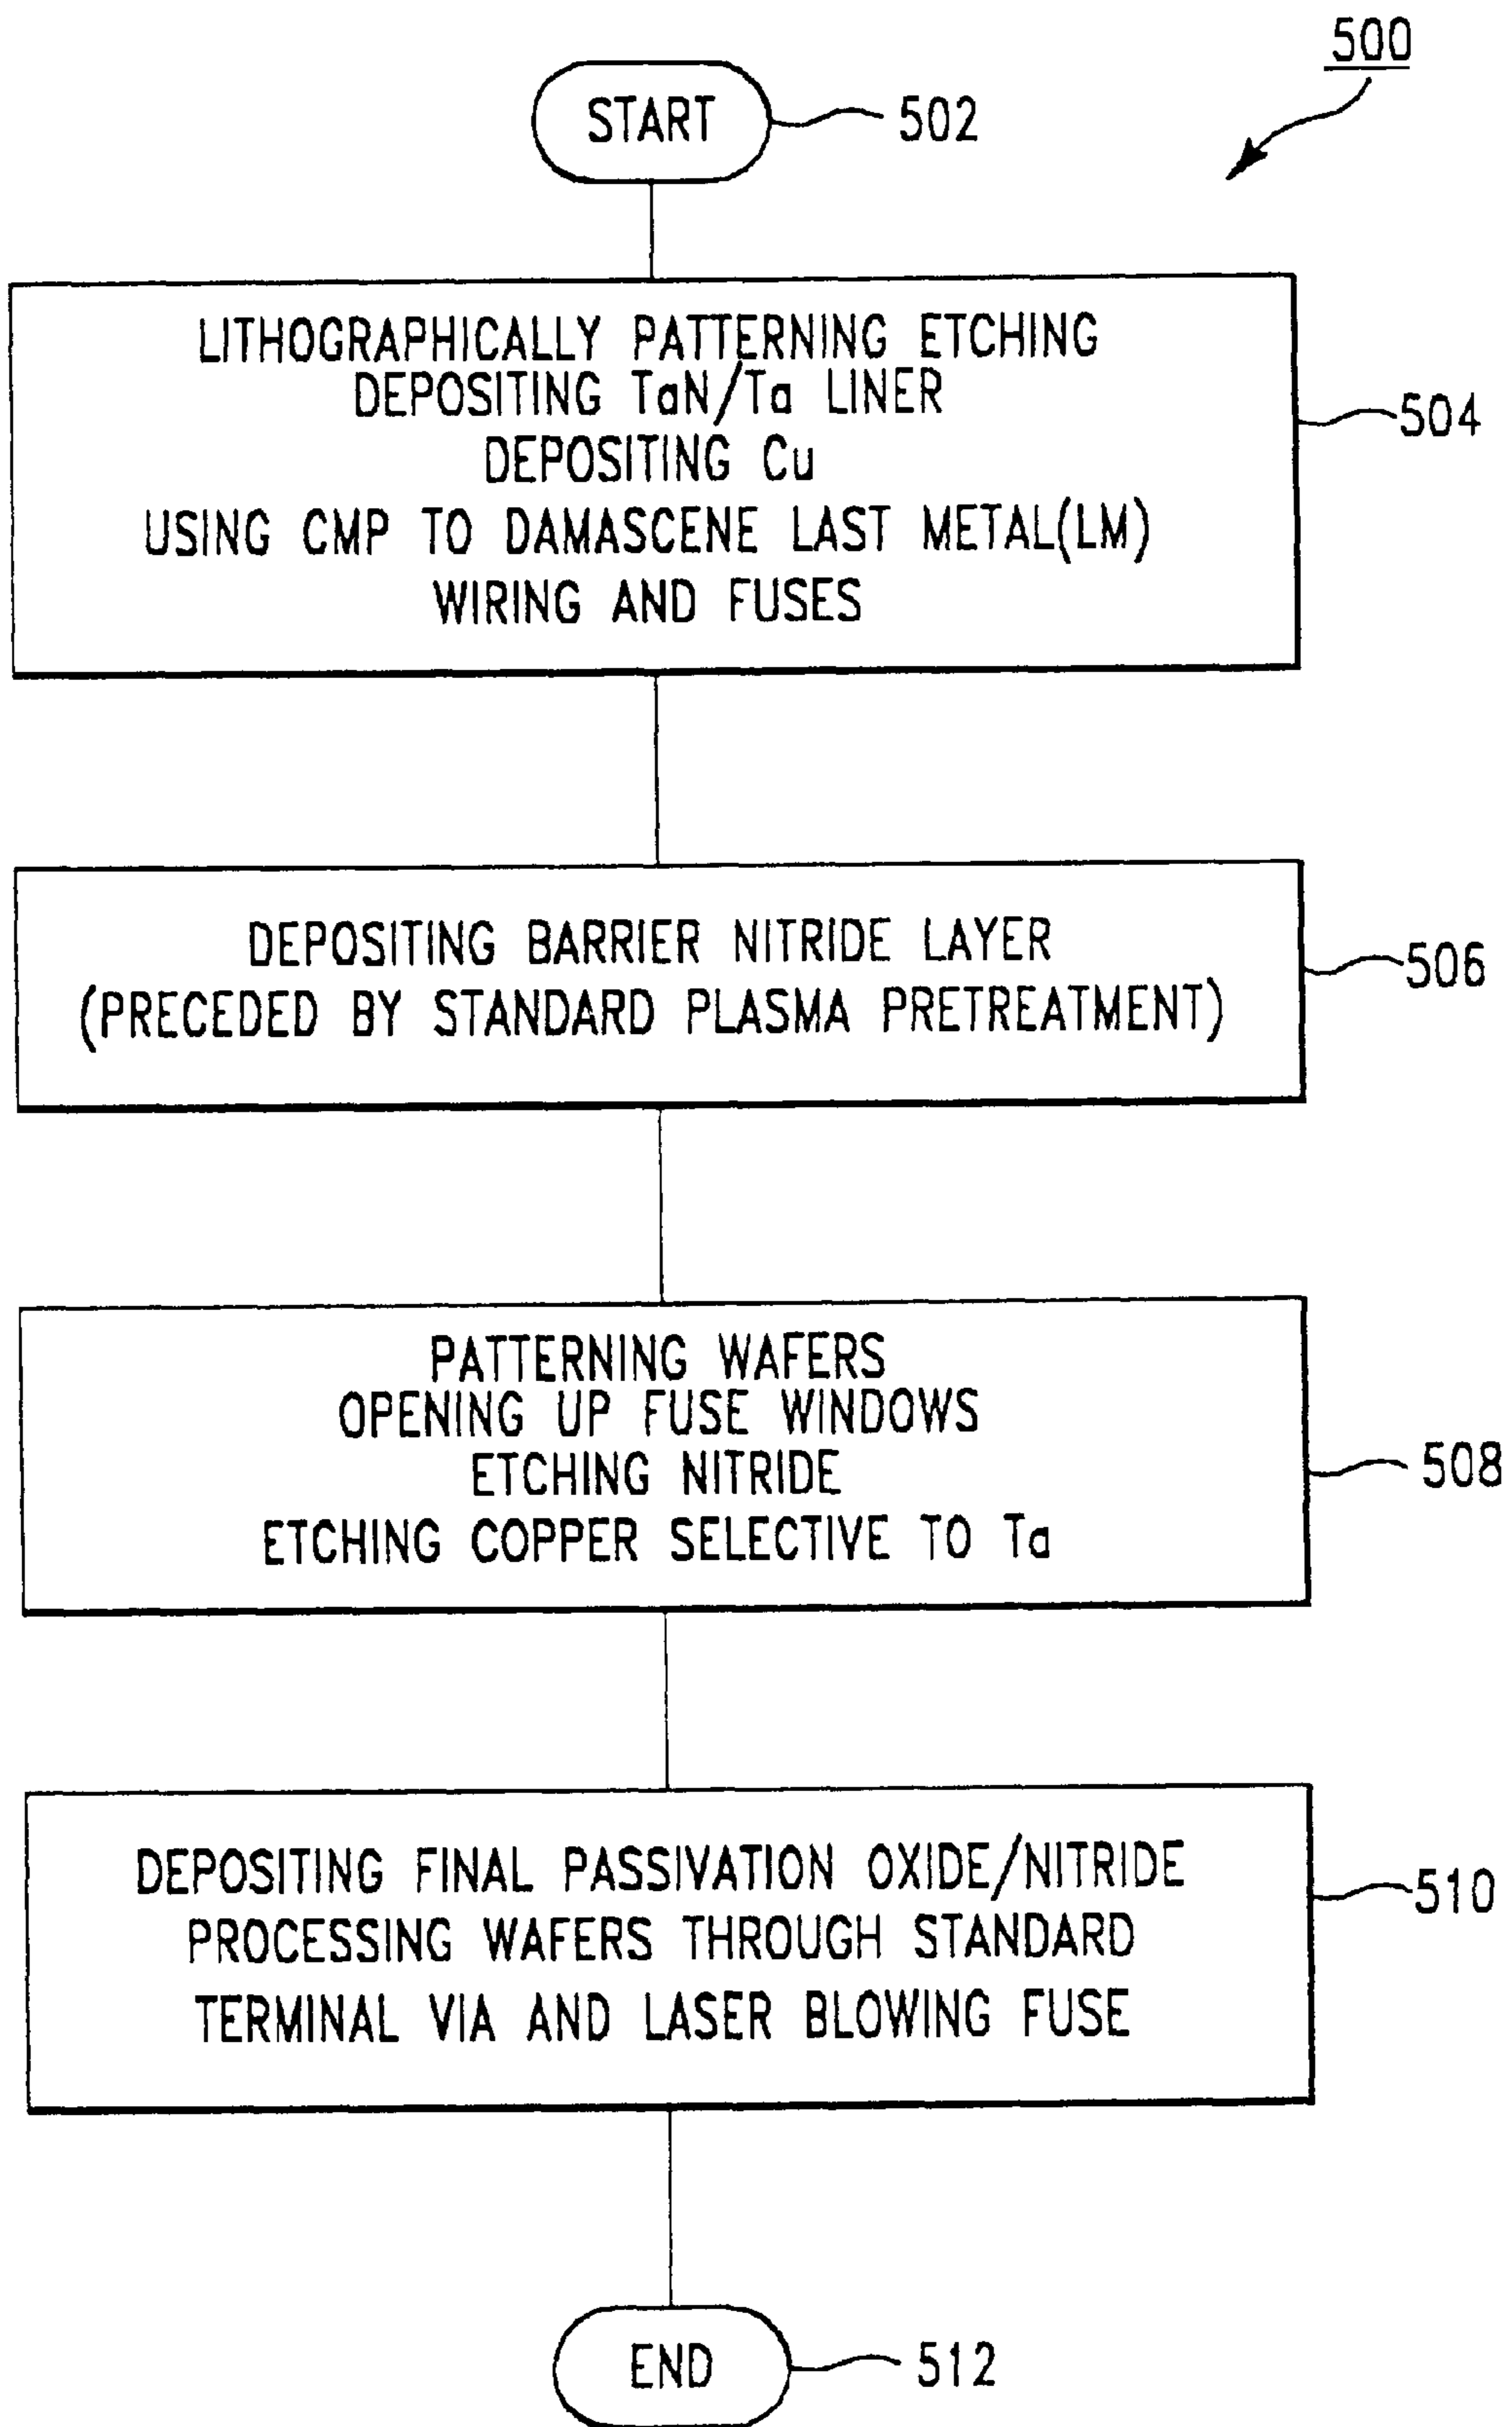 500
START
502
LITHOGRAPHICALLY PATTERNING ETCHING
DEPOSITING TaN/Ta LINER
DEPOSITING Cu
USING CMP TO DAMASCENE LAST METAL(LM)
WIRING AND FUSES
504
DEPOSITING BARRIER NITRIDE LAYER
(PRECEDED BY STANDARD PLASMA PRETREATMENT)
506
PATTERNING WAFERS
OPENING UP FUSE WINDOWS
ETCHING NITRIDE
ETCHING COPPER SELECTIVE TO Ta
508
DEPOSITING FINAL PASSIVATION OXIDE/NITRIDE
PROCESSING WAFERS THROUGH STANDARD
TERMINAL VIA AND LASER BLOWING FUSE
510
END
512